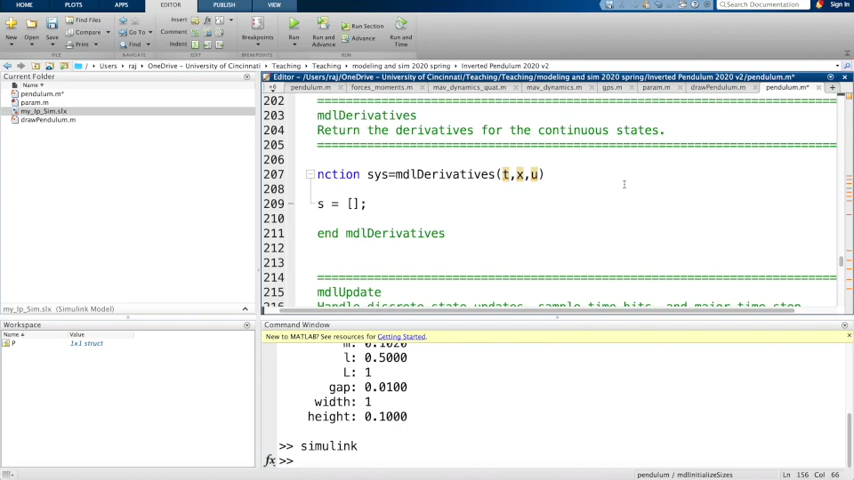 HOME PLOTS APPS EDITOR PUBLISH VIEW Search Documentation Sign In
New Open Save Find Files Compare Print Go To Find Insert Comment Indent Breakpoints Run Run and Advance Run Section Advance Run and Time
FILE NAVIGATE EDIT BREAKPOINTS RUN
/ Users raj OneDrive - University of Cincinnati Teaching Teaching modeling and sim 2020 spring Inverted Pendulum 2020 v2
Current Folder
Name
pendulum.m*
param.m
my_Ip_Sim.slx
drawPendulum.m
my_Ip_Sim.slx (Simulink Model)
Workspace
Name Value
P 1x1 struct
Editor - /Users/raj/OneDrive - University of Cincinnati/Teaching/Teaching/modeling and sim 2020 spring/Inverted Pendulum 2020 v2/pendulum.m*
pendulum.m forces_moments.m mav_dynamics_quat.m mav_dynamics.m gps.m param.m drawPendulum.m pendulum.m*
202 =====================================================================
203 mdlDerivatives
204 Return the derivatives for the continuous states.
205 =====================================================================
206
207 nction sys=mdlDerivatives(t,x,u)
208
209 s = [];
210
211 end mdlDerivatives
212
213
214 =====================================================================
215 mdlUpdate
216 Handle discrete state updates, sample time hits, and major time step
Command Window
New to MATLAB? See resources for Getting Started.
m: 0.1020
l: 0.5000
L: 1
gap: 0.0100
width: 1
height: 0.1000
>> simulink
fx >>
pendulum / mdlInitializeSizes Ln 156 Col 66